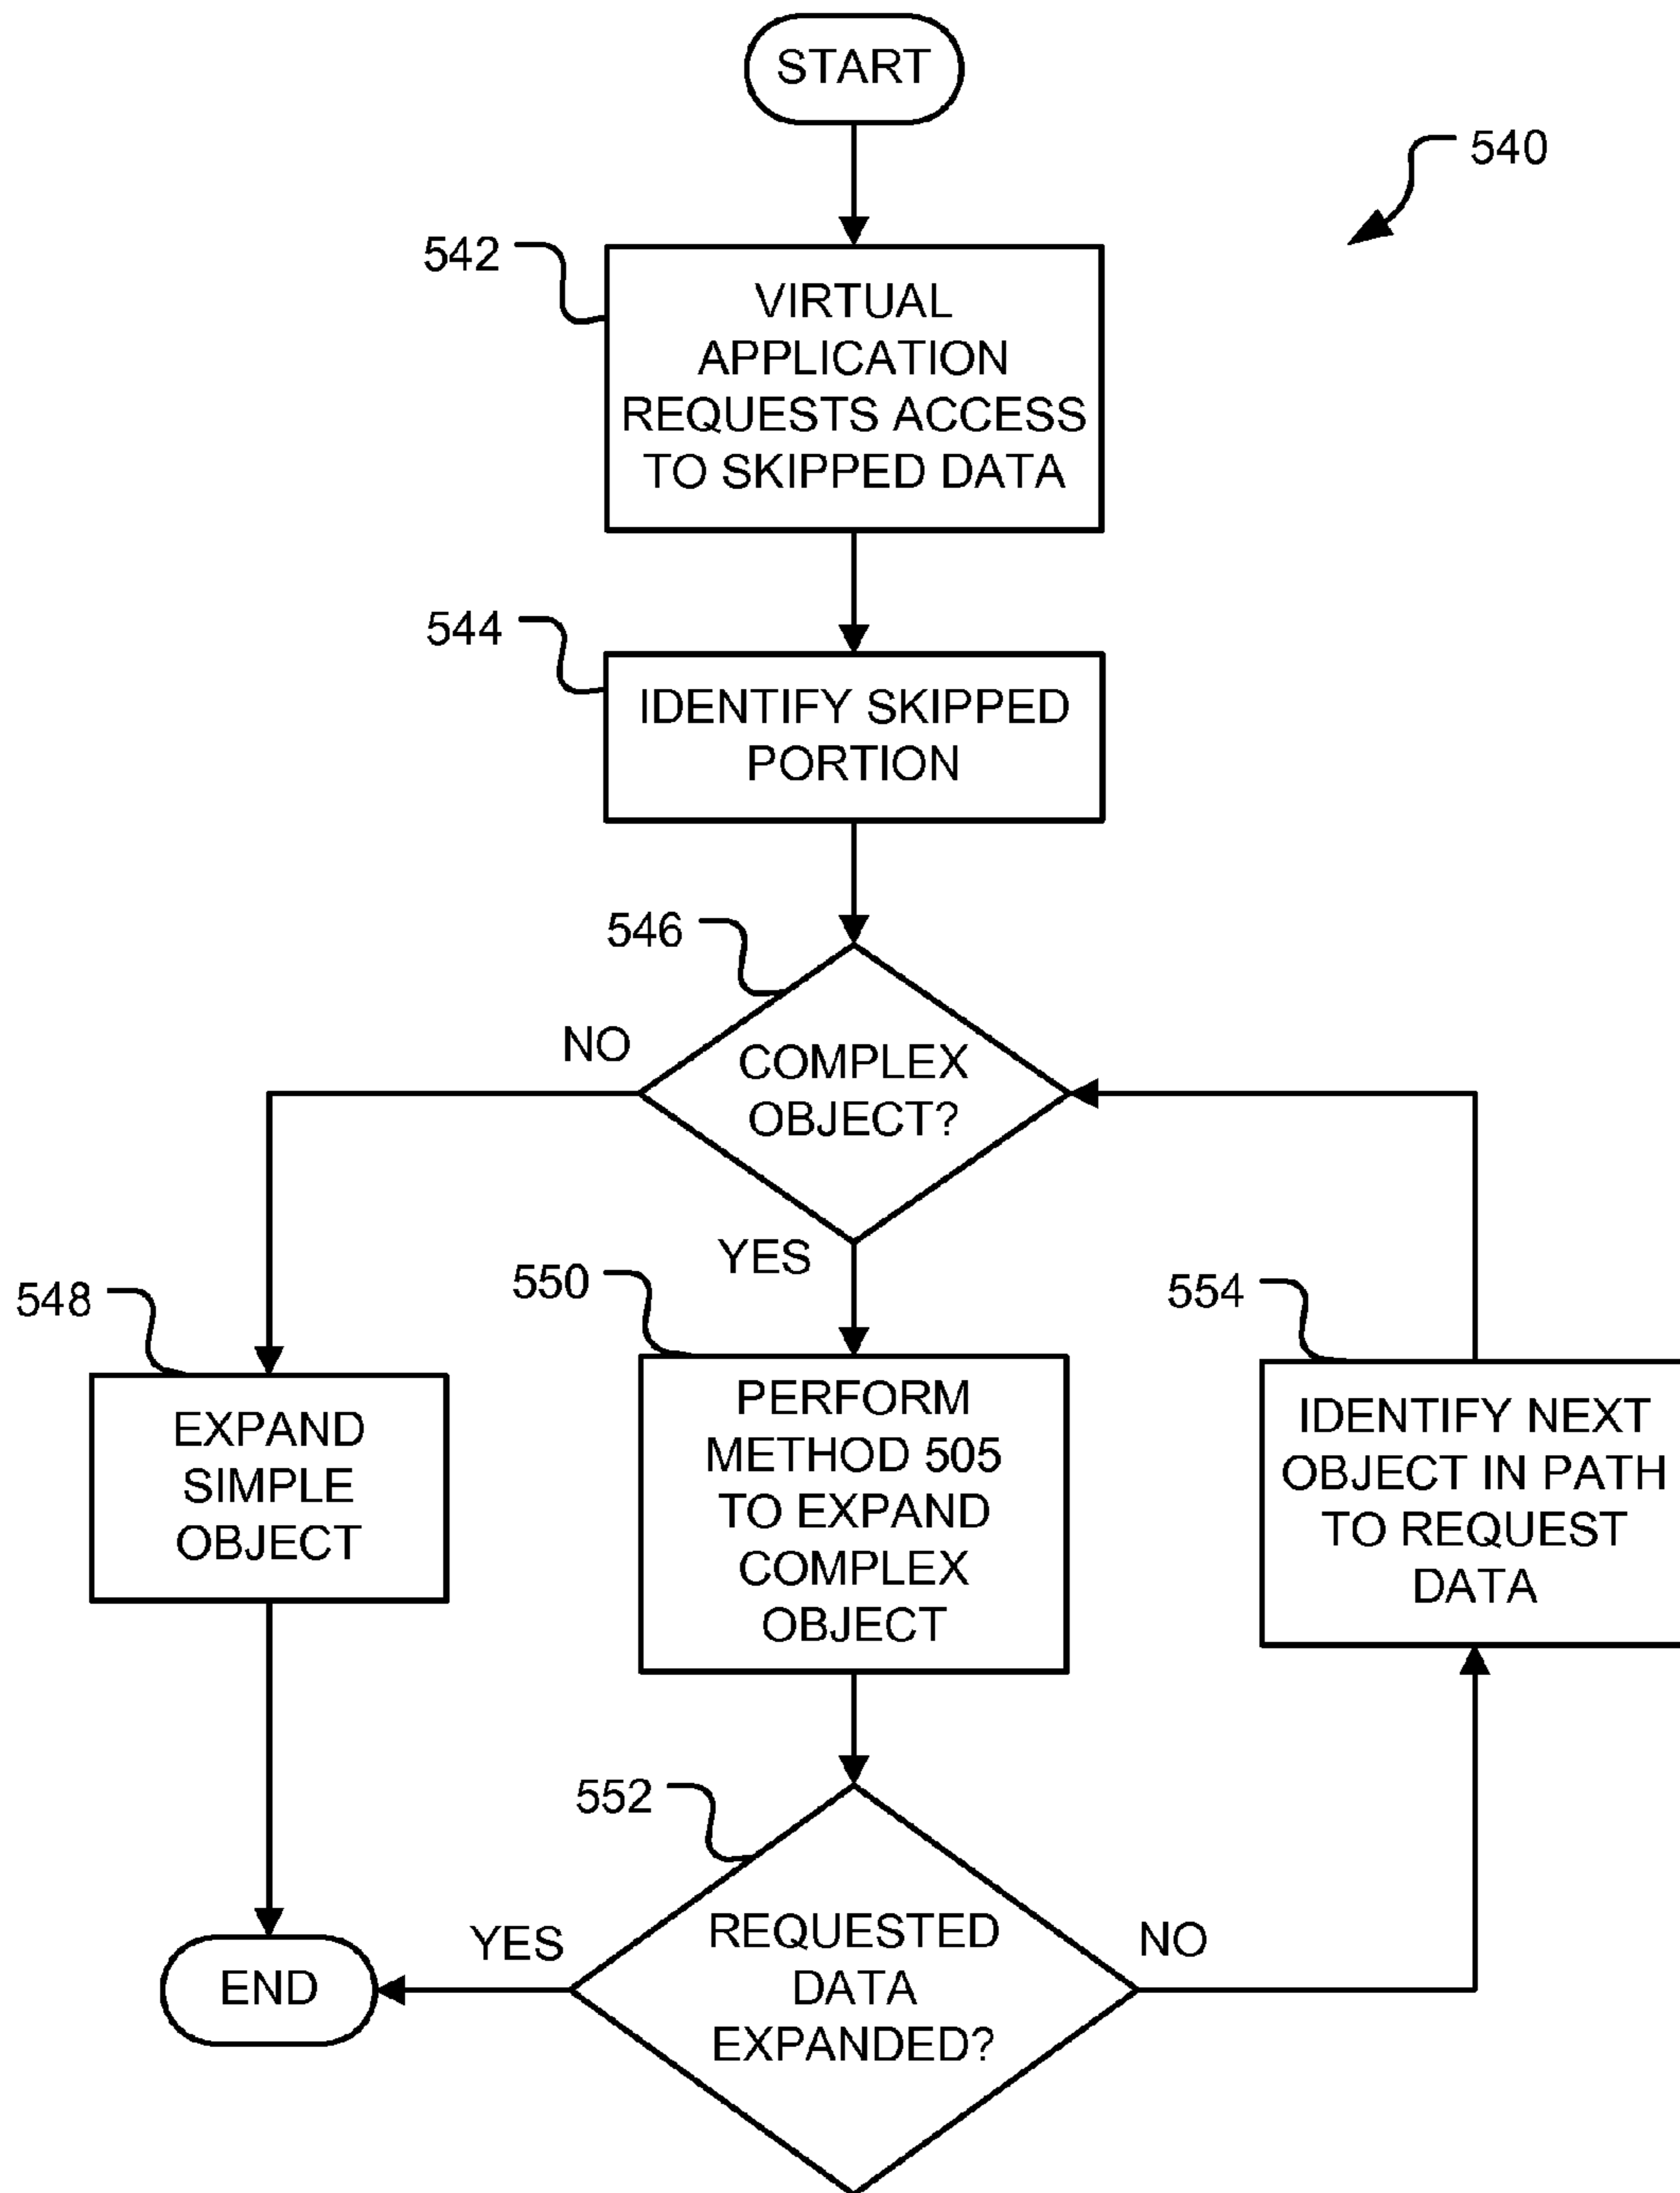 START
540
542
VIRTUAL
APPLICATION
REQUESTS ACCESS
TO SKIPPED DATA
544
IDENTIFY SKIPPED
PORTION
546
NO
COMPLEX
OBJECT?
YES
548
EXPAND
SIMPLE
OBJECT
550
PERFORM
METHOD 505
TO EXPAND
COMPLEX
OBJECT
554
IDENTIFY NEXT
OBJECT IN PATH
TO REQUEST
DATA
552
YES
REQUESTED
DATA
EXPANDED?
NO
END